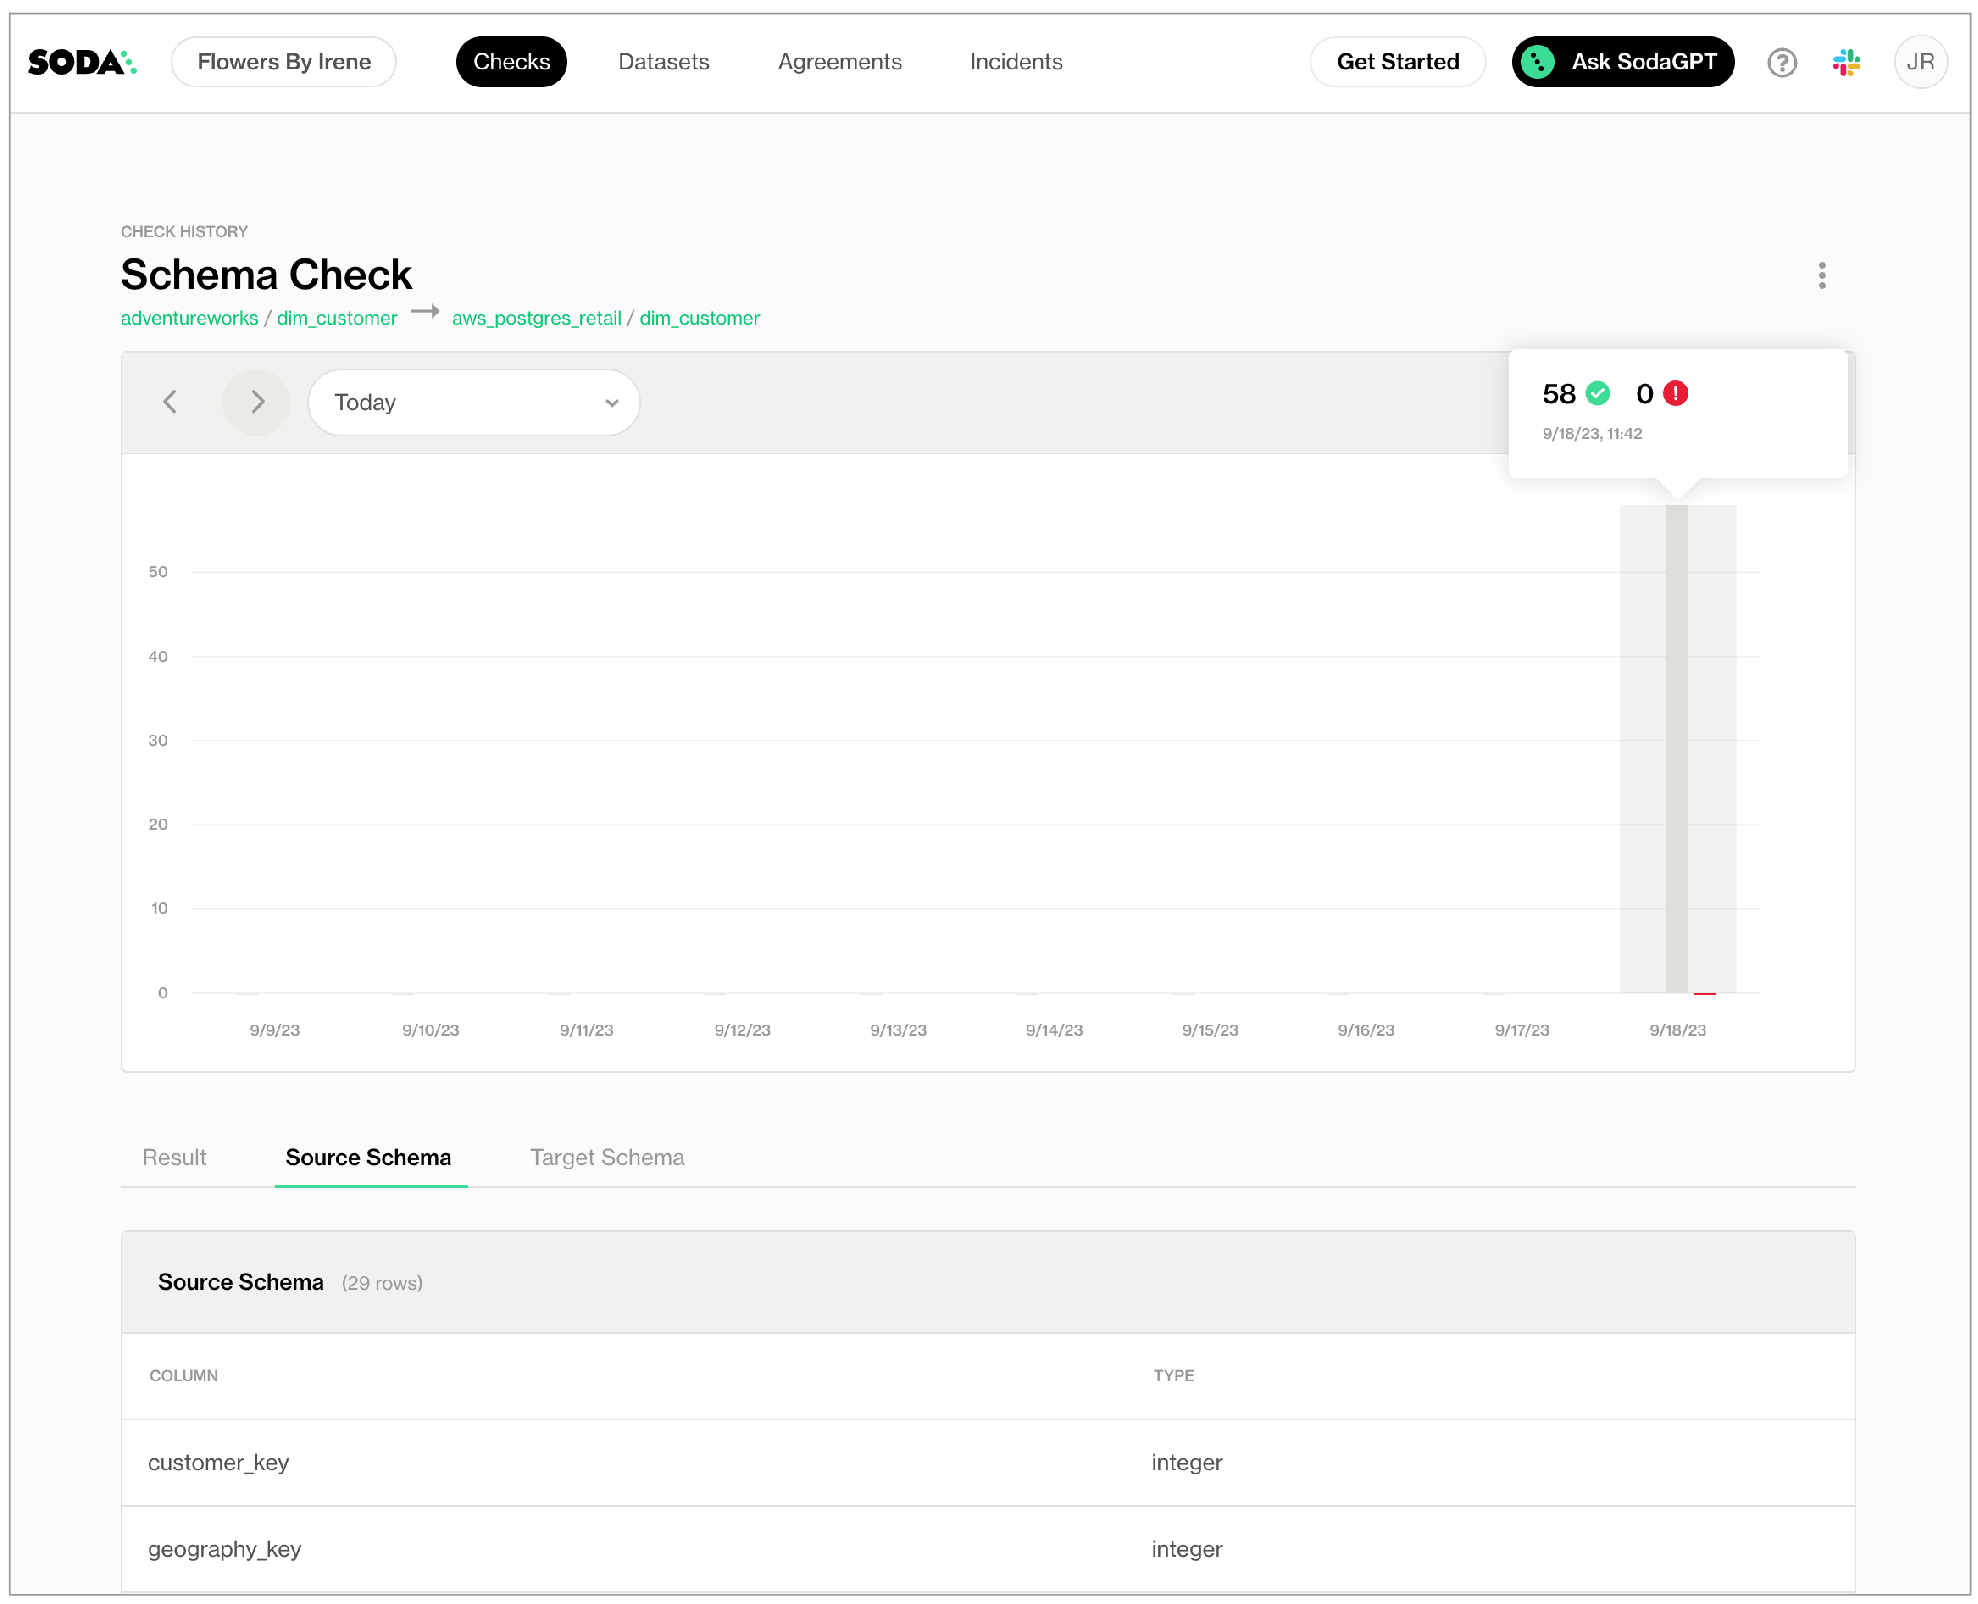 SODA Flowers By Irene Checks Datasets Agreements Incidents Get Started Ask SodaGPT ? JR
CHECK HISTORY
Schema Check
adventureworks / dim_customer → aws_postgres_retail / dim_customer
Today
58 0 !
9/18/23, 11:42
50
40
30
20
10
0
9/9/23 9/10/23 9/11/23 9/12/23 9/13/23 9/14/23 9/15/23 9/16/23 9/17/23 9/18/23
Result Source Schema Target Schema
Source Schema (29 rows)
COLUMN TYPE
customer_key integer
geography_key integer